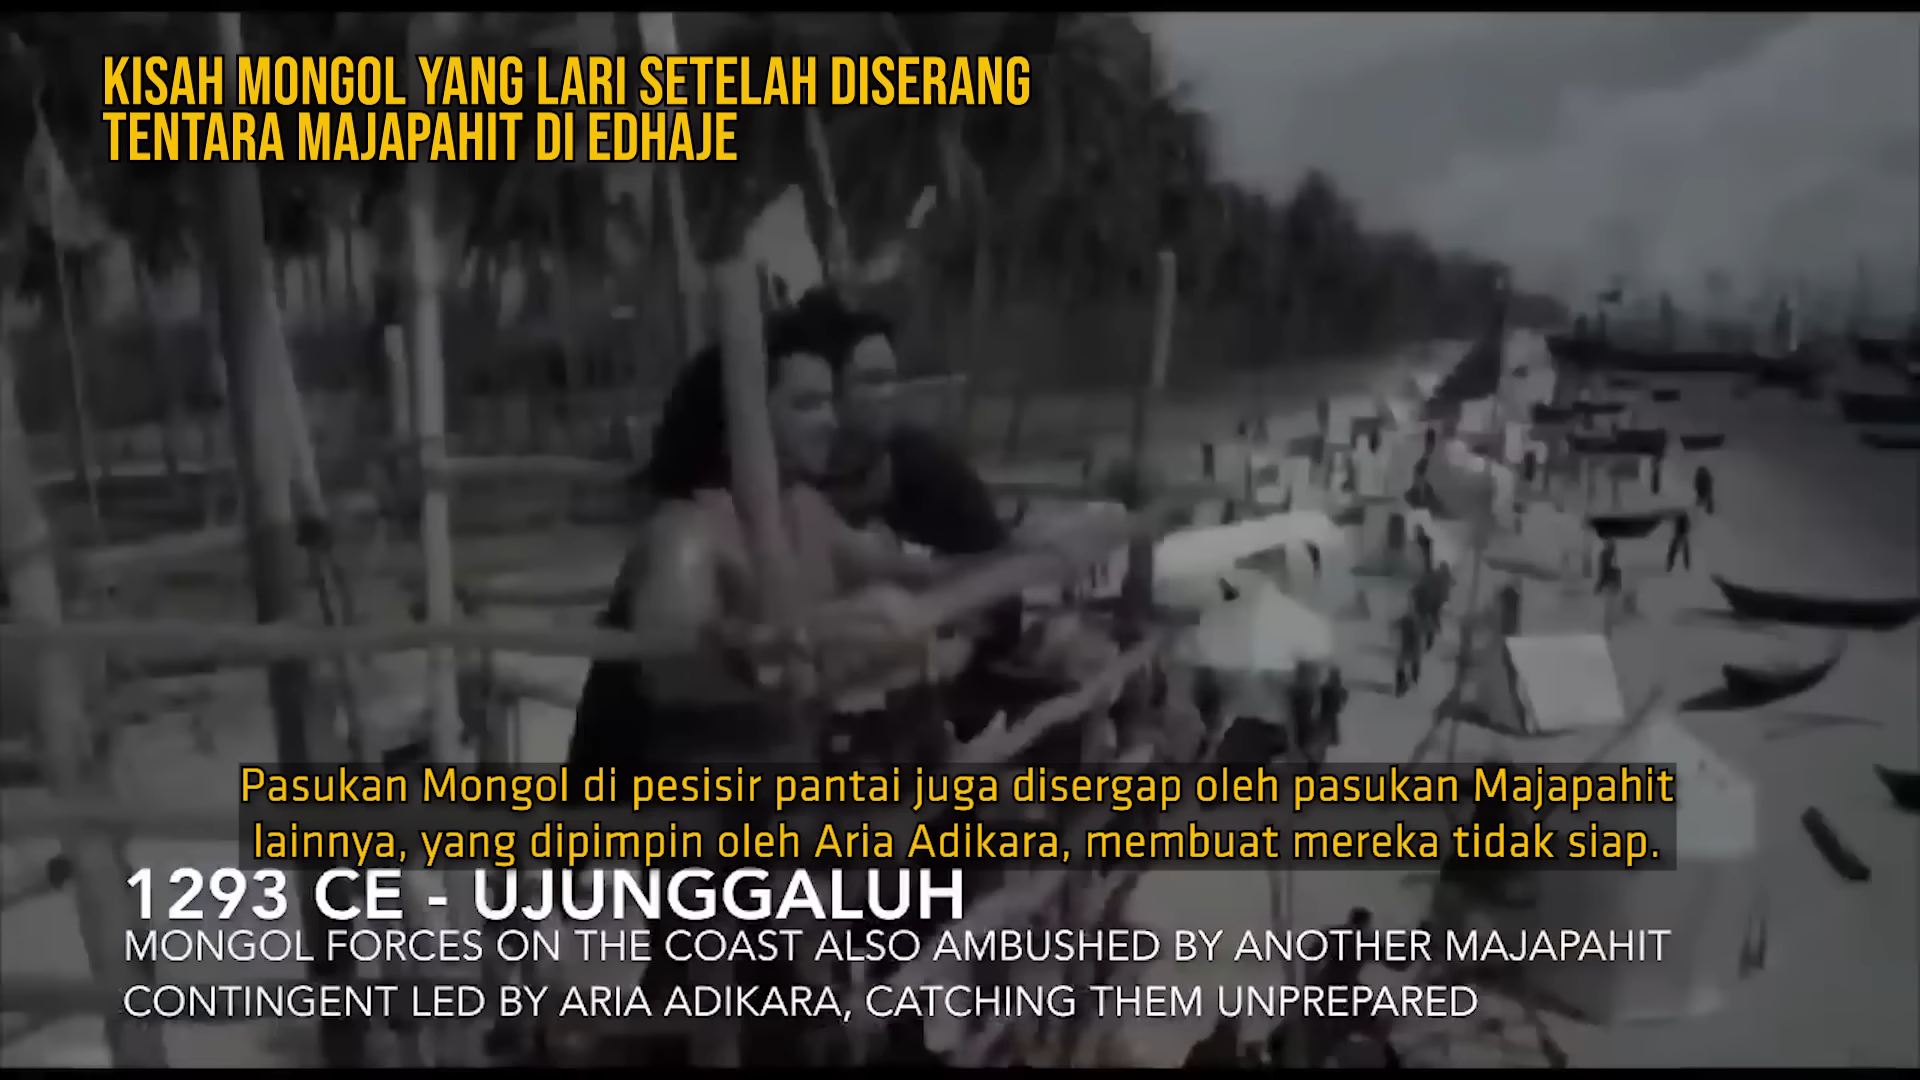 KISAH MONGOL YANG LARI SETELAH DISERANG
TENTARA MAJAPAHIT DI EDHAJE
Pasukan Mongol di pesisir pantai juga disergap oleh pasukan Majapahit
lainnya, yang dipimpin oleh Aria Adikara, membuat mereka tidak siap.
1293 CE - UJUNGGALUH
MONGOL FORCES ON THE COAST ALSO AMBUSHED BY ANOTHER MAJAPAHIT
CONTINGENT LED BY ARIA ADIKARA, CATCHING THEM UNPREPARED